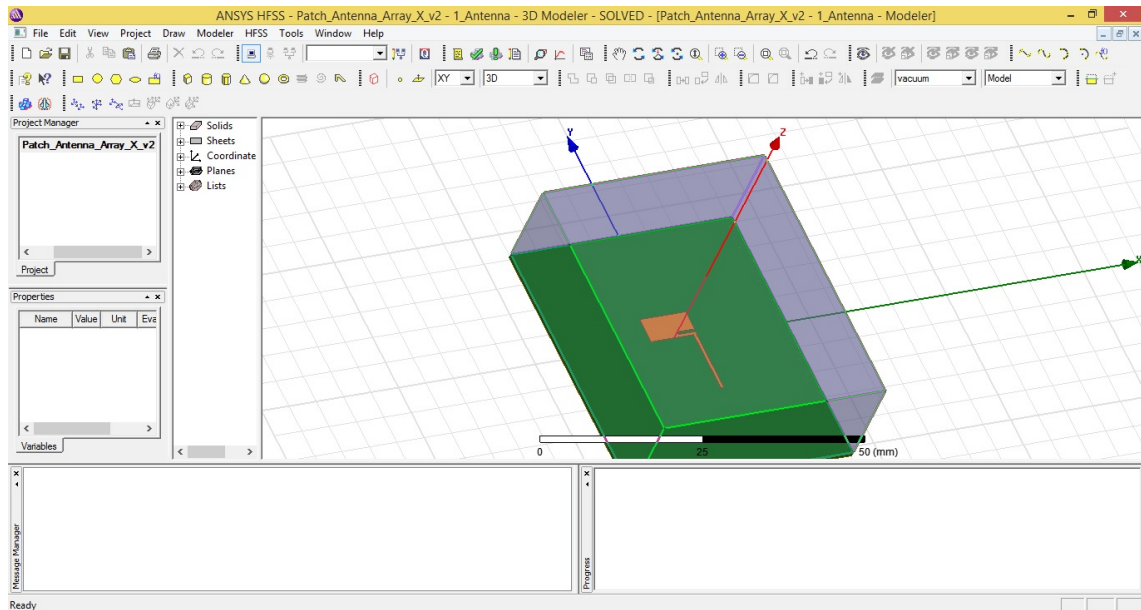 ANSYS HFSS - Patch_Antenna_Array_X_v2 - 1_Antenna - 3D Modeler - SOLVED - [Patch_Antenna_Array_X_v2 - 1_Antenna - Modeler]
File Edit View Project Draw Modeler HFSS Tools Window Help
XY 3D vacuum Model
Project Manager
Patch_Antenna_Array_X_v2
Project
Solids
Sheets
Coordinate
Planes
Lists
Properties
Name Value Unit Eva
Variables
Y
Z
X
0 25 50 (mm)
Message Manager
Progress
Ready